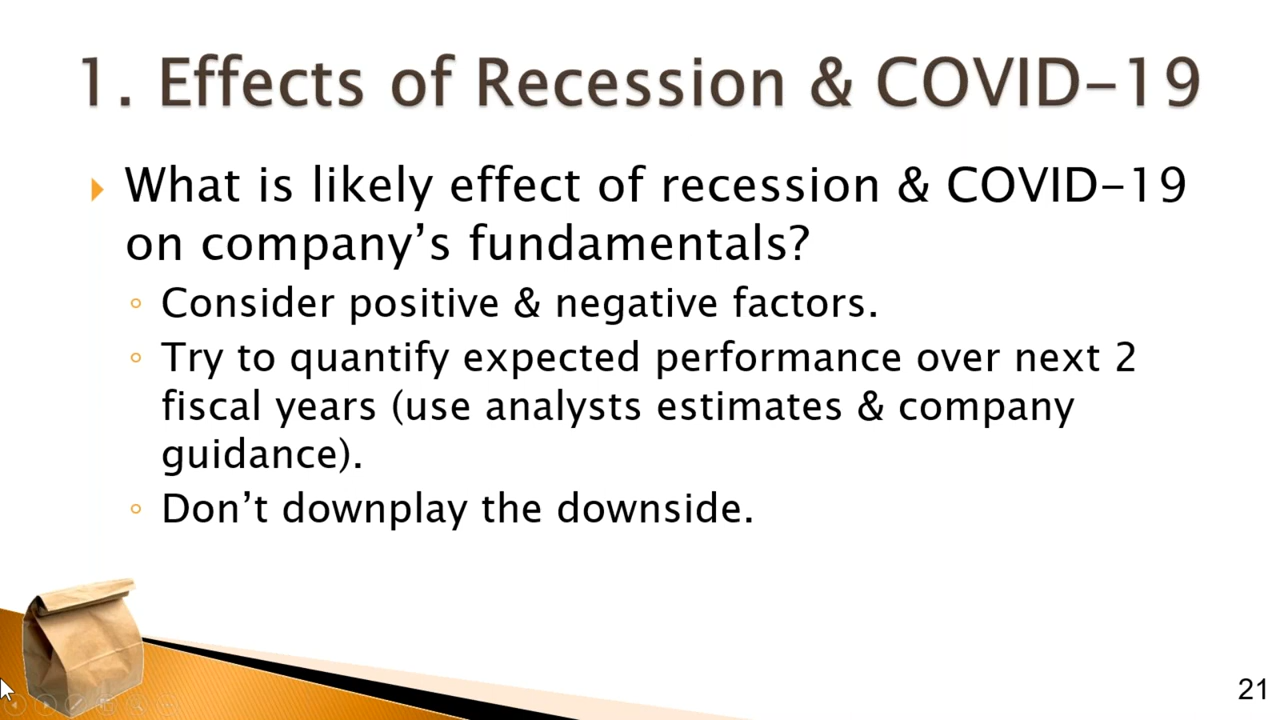 1. Effects of Recession & COVID-19
What is likely effect of recession & COVID-19
on company's fundamentals?
Consider positive & negative factors.
Try to quantify expected performance over next 2
fiscal years (use analysts estimates & company
guidance).
Don't downplay the downside.
21